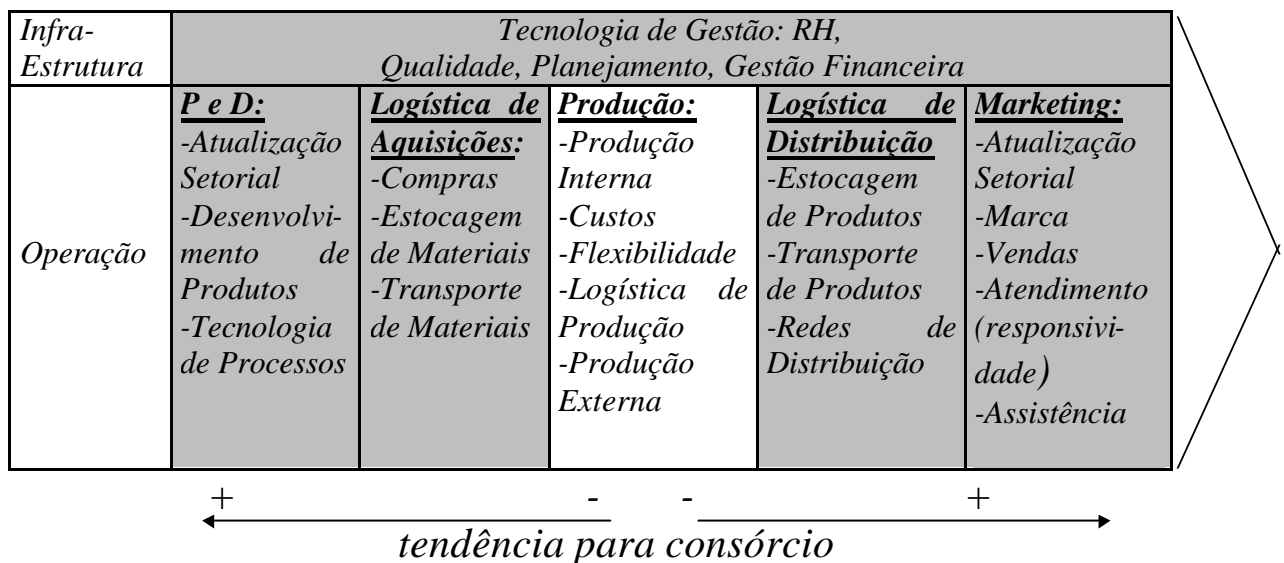 Infra-
Estrutura
Tecnologia de Gestão: RH,
Qualidade, Planejamento, Gestão Financeira
Operação
P e D:
-Atualização
Setorial
-Desenvolvi-
mento de
Produtos
-Tecnologia
de Processos
Logística de
Aquisições:
-Compras
-Estocagem
de Materiais
-Transporte
de Materiais
Produção:
-Produção
Interna
-Custos
-Flexibilidade
-Logística de
Produção
-Produção
Externa
Logística de
Distribuição
-Estocagem
de Produtos
-Transporte
de Produtos
-Redes de
Distribuição
Marketing:
-Atualização
Setorial
-Marca
-Vendas
-Atendimento
(responsivi-
dade)
-Assistência
+ - - +
tendência para consórcio